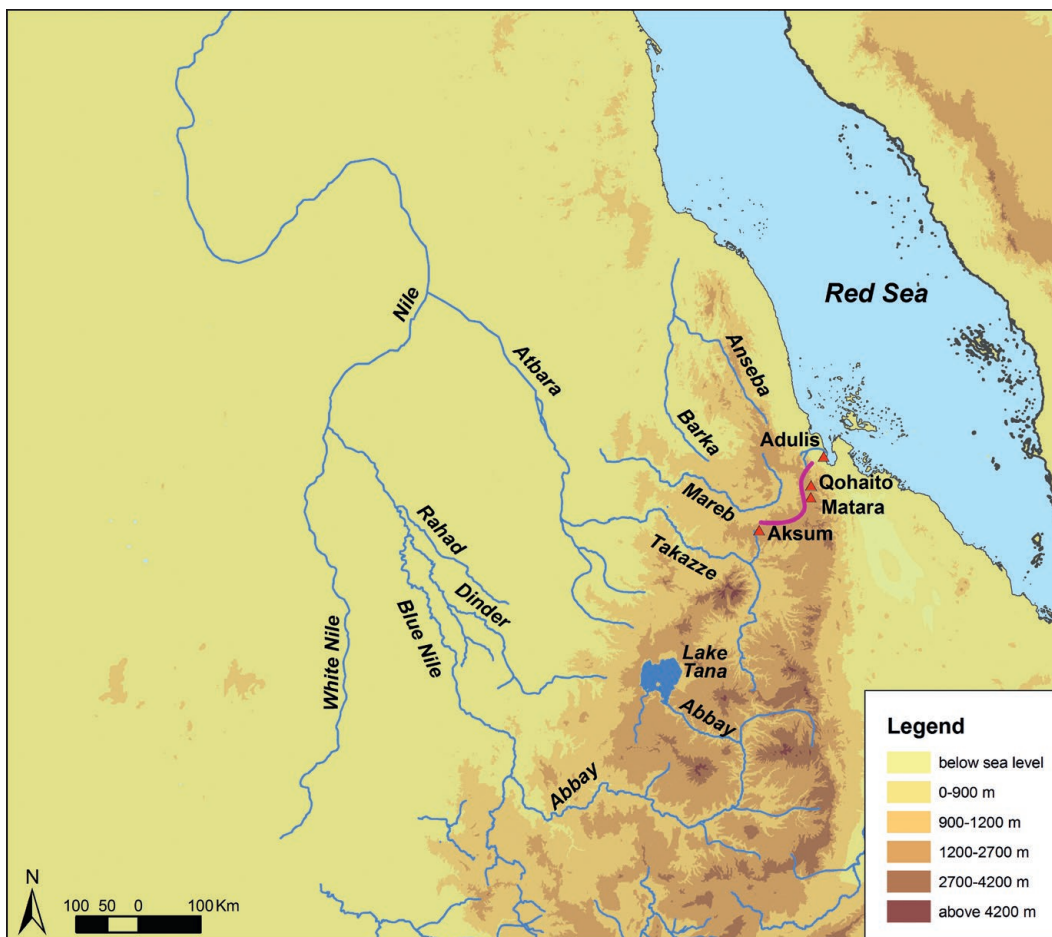 Red Sea
Nile
Atbara
Anseba
Barka
Adulis
Qohaito
Matara
Mareb
Aksum
Takazze
Rahad
Dinder
Blue Nile
White Nile
Lake
Tana
Abbay
Abbay
Legend
below sea level
0-900 m
900-1200 m
1200-2700 m
2700-4200 m
above 4200 m
N
100 50 0 100 Km